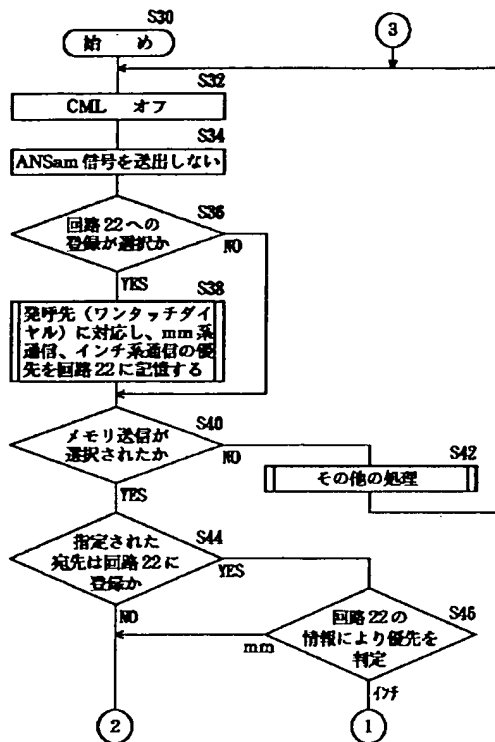 S30
始 め
3
S32
CML オフ
S34
ANSam 信号を送出しない
S36
回路 22 への
登録が選択か
NO
YES
S38
発呼先(ワンタッチダイ
ヤル)に対応し、mm 系
通信、インチ系通信の優
先を回路 22 に記憶する
S40
メモリ送信が
選択されたか
NO
YES
S42
その他の処理
S44
指定された
宛先は回路 22 に
登録か
YES
NO
S46
回路 22 の
情報により優先を
判定
mm
インチ
2
1